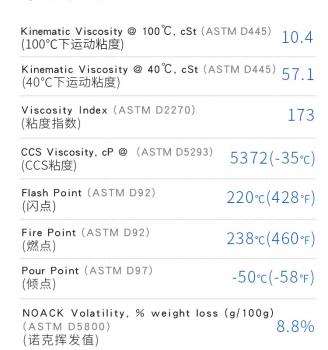 Kinematic Viscosity @ 100℃, cSt (ASTM D445)
(100℃下运动粘度)
10.4
Kinematic Viscosity @ 40℃, cSt (ASTM D445)
(40℃下运动粘度)
57.1
Viscosity Index (ASTM D2270)
(粘度指数)
173
CCS Viscosity, cP @ (ASTM D5293)
(CCS粘度)
5372(-35℃)
Flash Point (ASTM D92)
(闪点)
220℃(428℉)
Fire Point (ASTM D92)
(燃点)
238℃(460℉)
Pour Point (ASTM D97)
(倾点)
-50℃(-58℉)
NOACK Volatility, % weight loss (g/100g)
(ASTM D5800)
(诺克挥发值)
8.8%